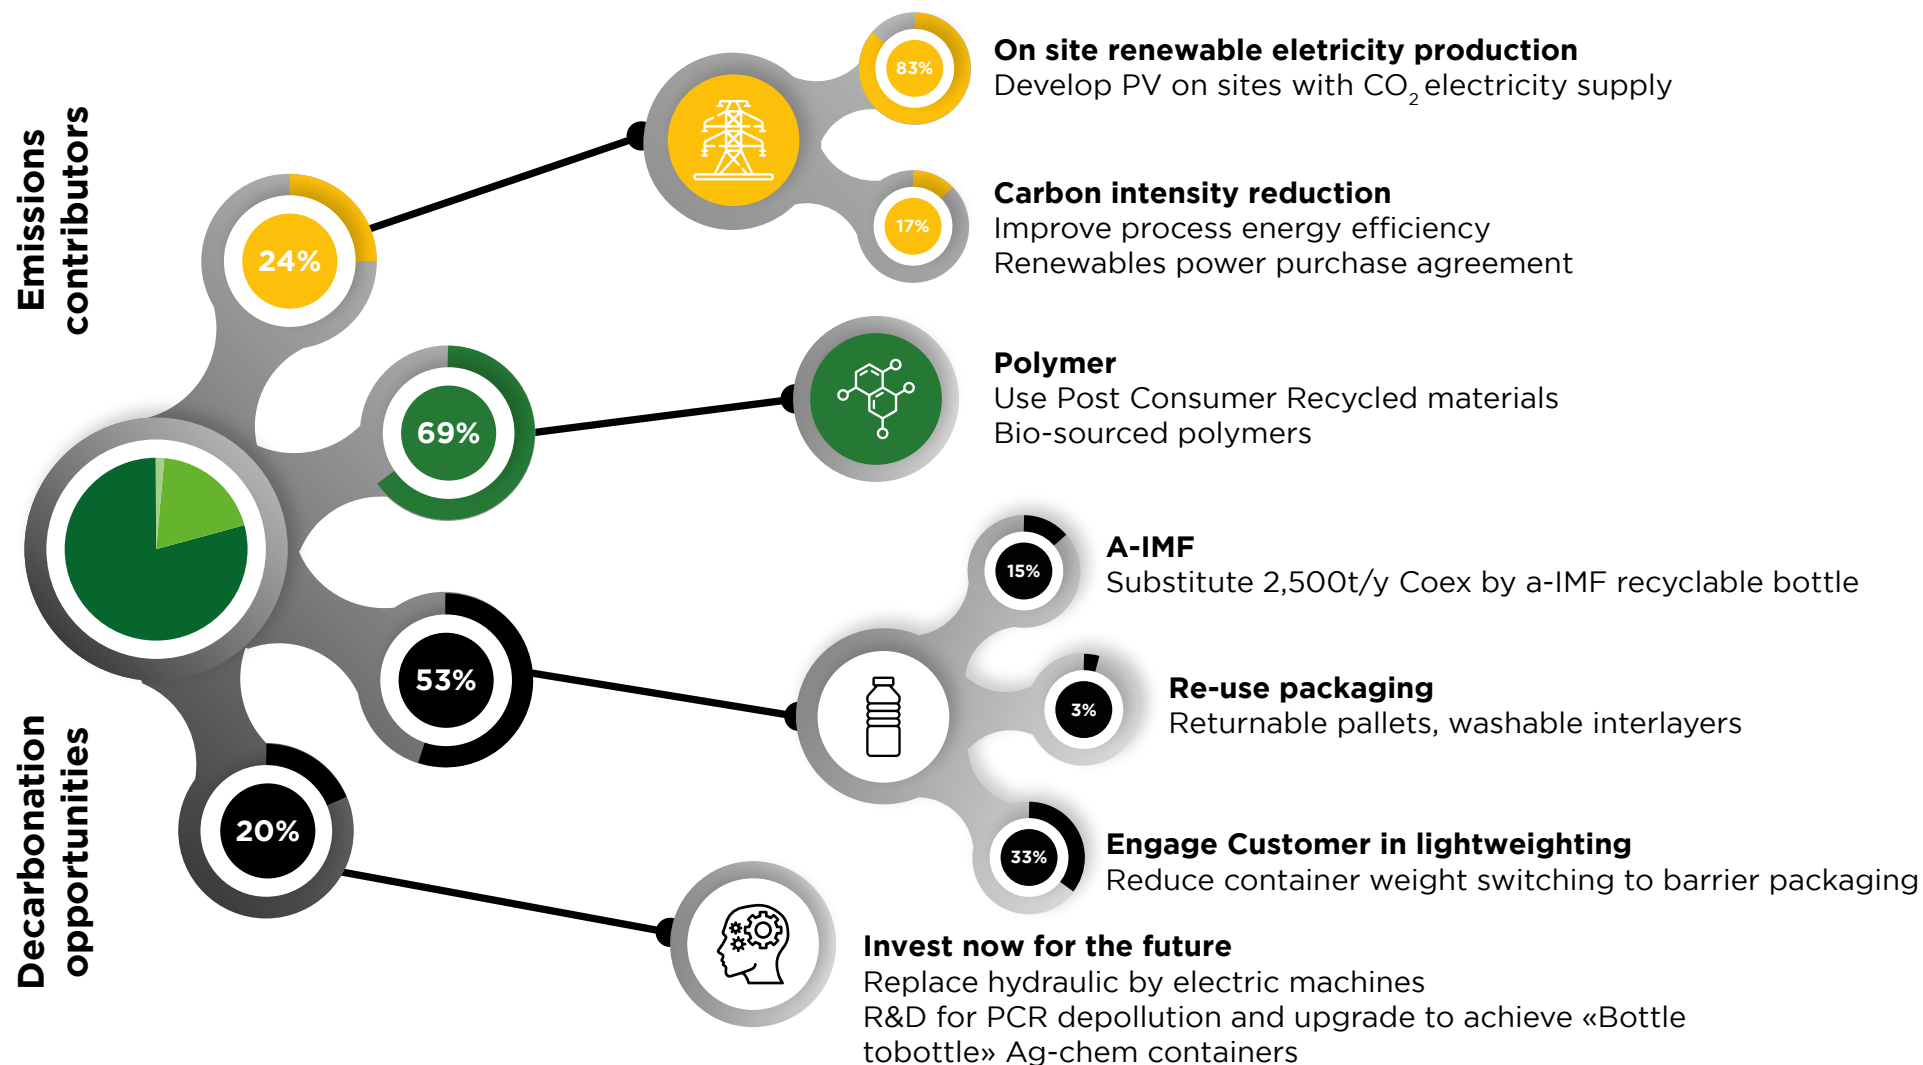 Emissions
contributors
24%
83%
On site renewable eletricity production
Develop PV on sites with CO2 electricity supply
17%
Carbon intensity reduction
Improve process energy efficiency
Renewables power purchase agreement
69%
Polymer
Use Post Consumer Recycled materials
Bio-sourced polymers
Decarbonation
opportunities
53%
15%
A-IMF
Substitute 2,500t/y Coex by a-IMF recyclable bottle
3%
Re-use packaging
Returnable pallets, washable interlayers
33%
Engage Customer in lightweighting
Reduce container weight switching to barrier packaging
20%
Invest now for the future
Replace hydraulic by electric machines
R&D for PCR depollution and upgrade to achieve «Bottle
tobottle» Ag-chem containers